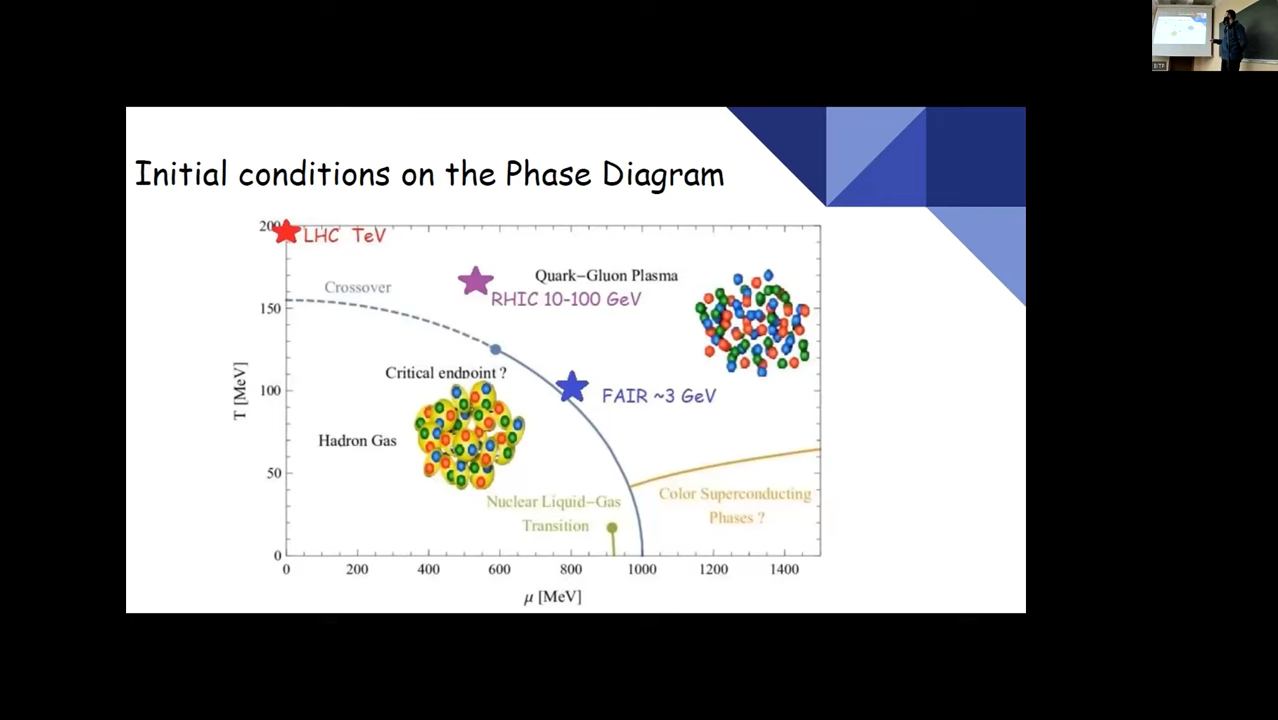 BITP
Initial conditions on the Phase Diagram
200
LHC TeV
Quark–Gluon Plasma
Crossover
RHIC 10-100 GeV
150
Critical endpoint ?
T [MeV]
100
FAIR ~3 GeV
Hadron Gas
50
Nuclear Liquid–Gas
Transition
Color Superconducting
Phases ?
0
0 200 400 600 800 1000 1200 1400
μ [MeV]